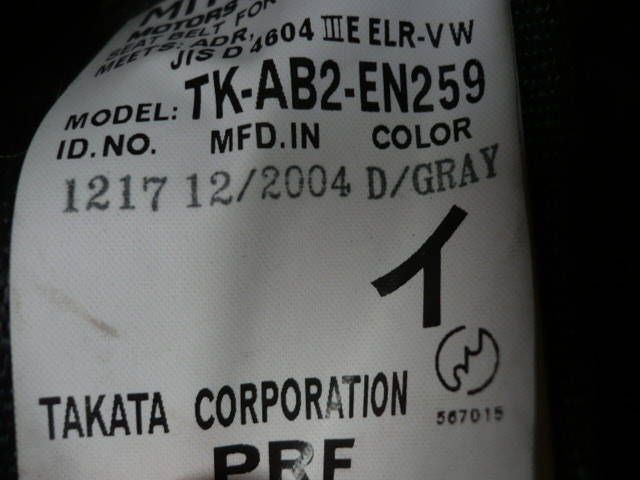 MOTORS
SEAT BELT FOR
MEETS: ADR,
JIS D 4604 ⅢE ELR-VW
MODEL: TK-AB2-EN259
ID.NO. MFD.IN COLOR
1217 12/2004 D/GRAY
イ
TAKATA CORPORATION
567015
PRE